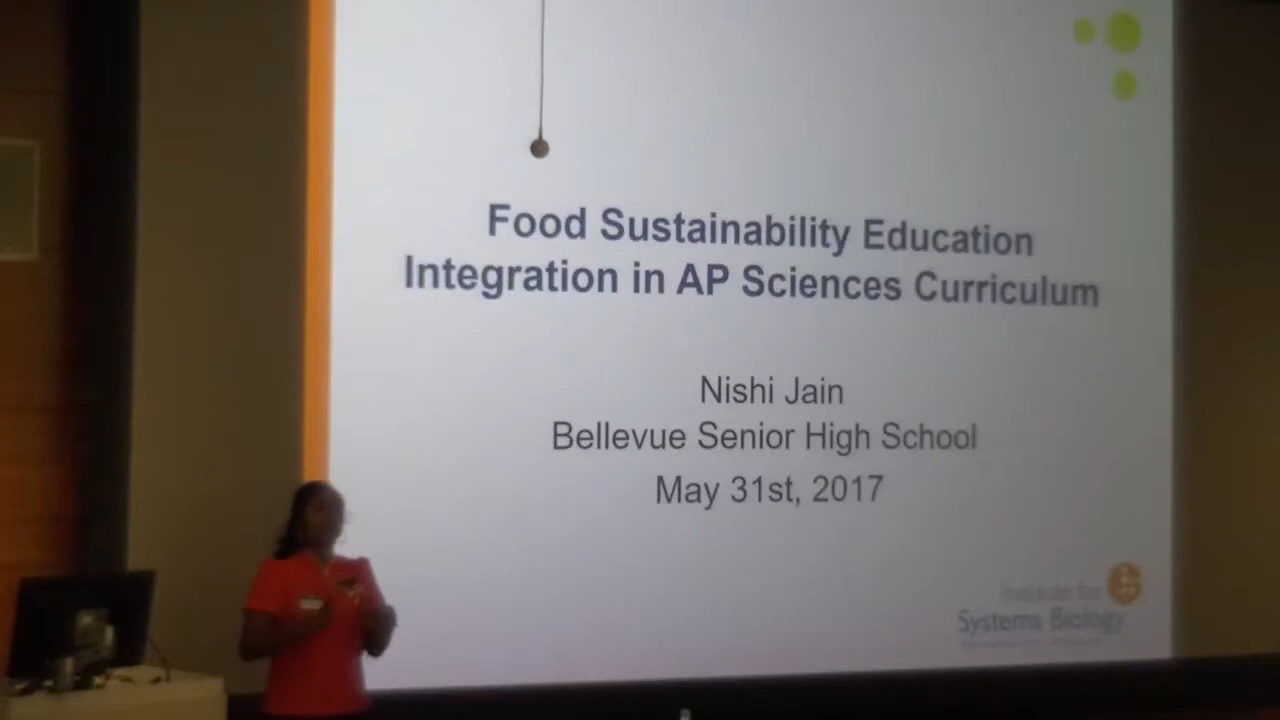 Food Sustainability Education
Integration in AP Sciences Curriculum
Nishi Jain
Bellevue Senior High School
May 31st, 2017
Institute for
Systems Biology